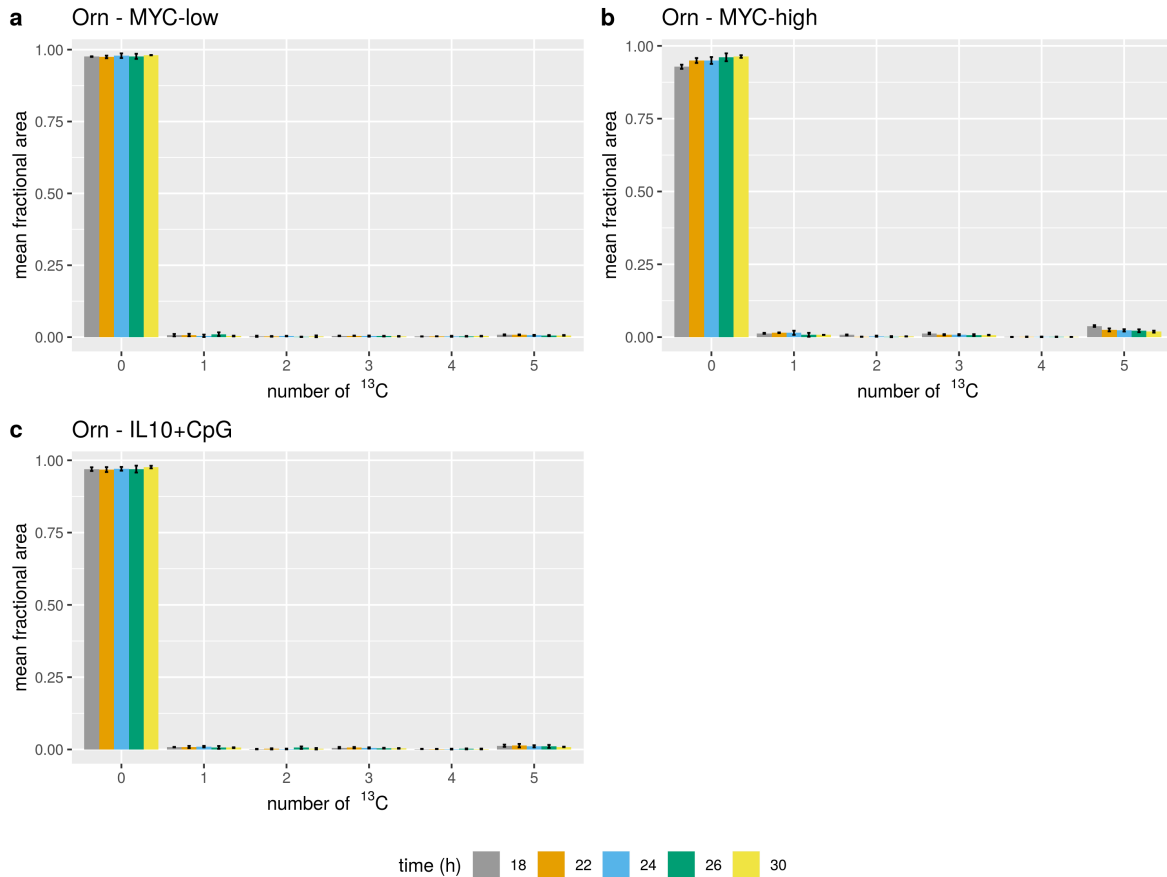 a Orn - MYC-low
1.00
0.75
0.50
0.25
0.00
mean fractional area
0 1 2 3 4 5
number of ¹³C
b Orn - MYC-high
1.00
0.75
0.50
0.25
0.00
mean fractional area
0 1 2 3 4 5
number of ¹³C
c Orn - IL10+CpG
1.00
0.75
0.50
0.25
0.00
mean fractional area
0 1 2 3 4 5
number of ¹³C
time (h) 18 22 24 26 30